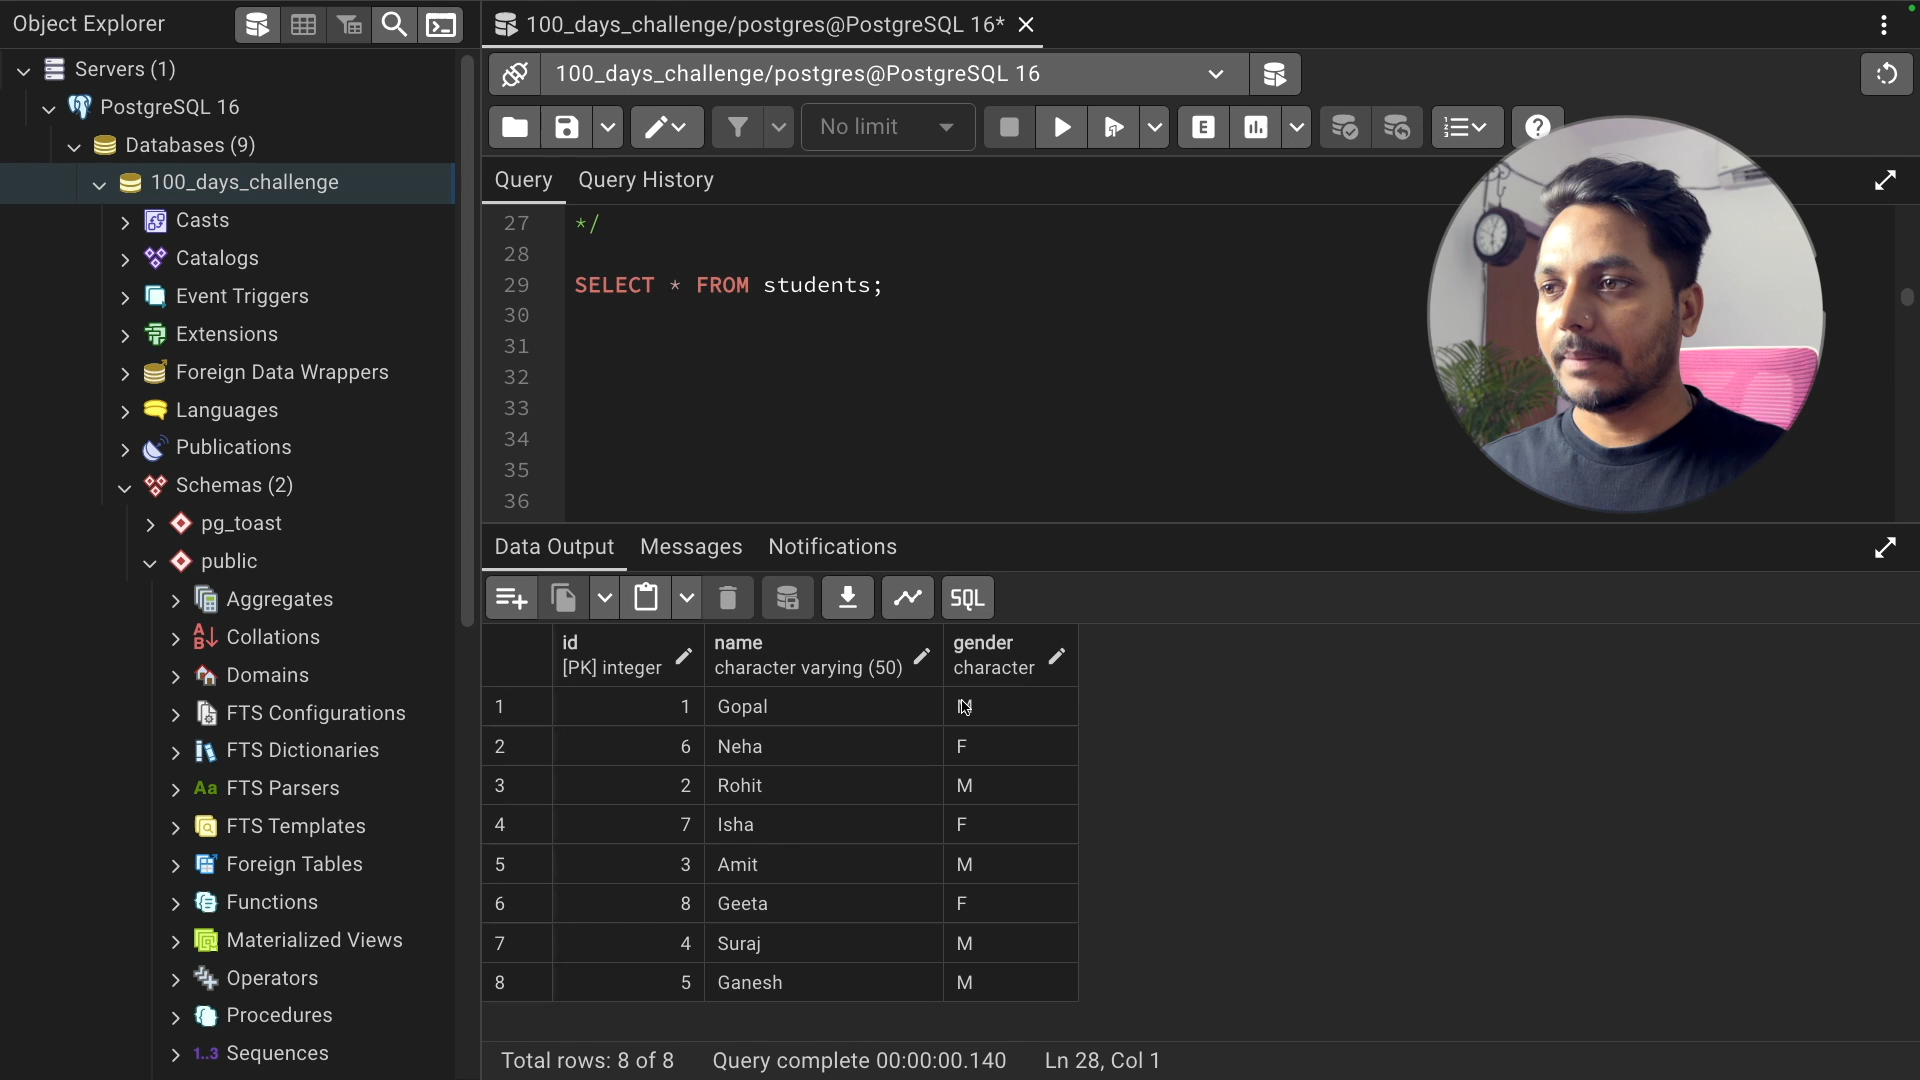 Object Explorer
Servers (1)
PostgreSQL 16
Databases (9)
100_days_challenge
Casts
Catalogs
Event Triggers
Extensions
Foreign Data Wrappers
Languages
Publications
Schemas (2)
pg_toast
public
Aggregates
Collations
Domains
FTS Configurations
FTS Dictionaries
Aa FTS Parsers
FTS Templates
Foreign Tables
Functions
Materialized Views
Operators
Procedures
1..3 Sequences
100_days_challenge/postgres@PostgreSQL 16*
100_days_challenge/postgres@PostgreSQL 16
No limit
E
Query Query History
27 */
28
29 SELECT * FROM students;
30
31
32
33
34
35
36
Data Output Messages Notifications
SQL
id name gender
[PK] integer character varying (50) character
1 1 Gopal
2 6 Neha F
3 2 Rohit M
4 7 Isha F
5 3 Amit M
6 8 Geeta F
7 4 Suraj M
8 5 Ganesh M
Total rows: 8 of 8 Query complete 00:00:00.140 Ln 28, Col 1